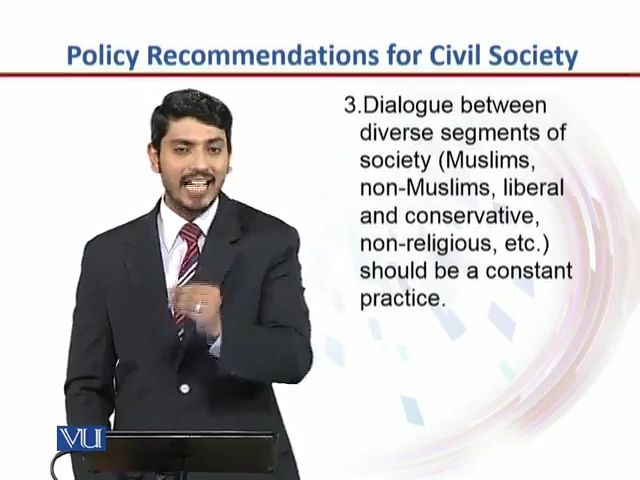 Policy Recommendations for Civil Society
3.Dialogue between
diverse segments of
society (Muslims,
non-Muslims, liberal
and conservative,
non-religious, etc.)
should be a constant
practice.
VU